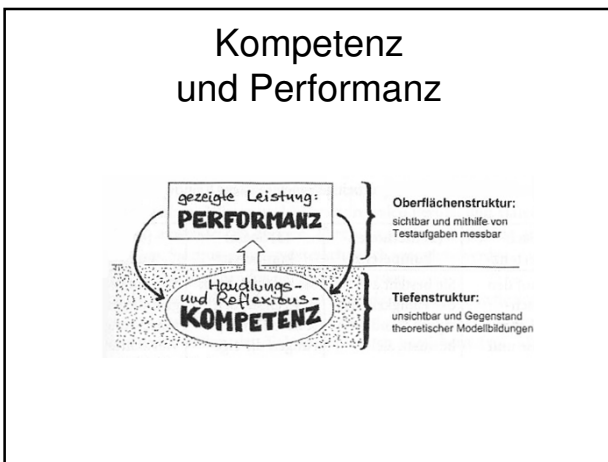 Kompetenz
und Performanz
gezeigte Leistung:
PERFORMANZ
Oberflächenstruktur:
sichtbar und mithilfe von
Testaufgaben messbar
Handlungs-
und Reflexions-
KOMPETENZ
Tiefenstruktur:
unsichtbar und Gegenstand
theoretischer Modellbildungen